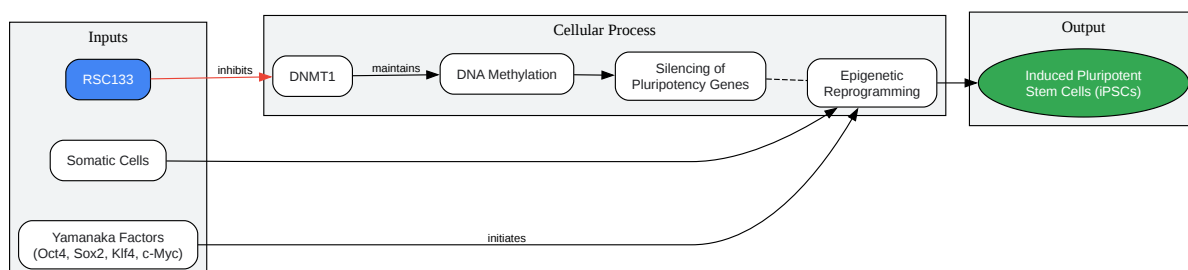 Inputs
RSC133
Somatic Cells
Yamanaka Factors
(Oct4, Sox2, Klf4, c-Myc)
inhibits
initiates
Cellular Process
DNMT1
maintains
DNA Methylation
Silencing of
Pluripotency Genes
Epigenetic
Reprogramming
Output
Induced Pluripotent
Stem Cells (iPSCs)